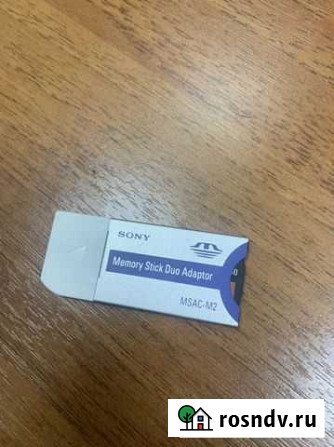 SONY
Memory Stick Duo Adaptor
MSAC-M2
rosndv.ru